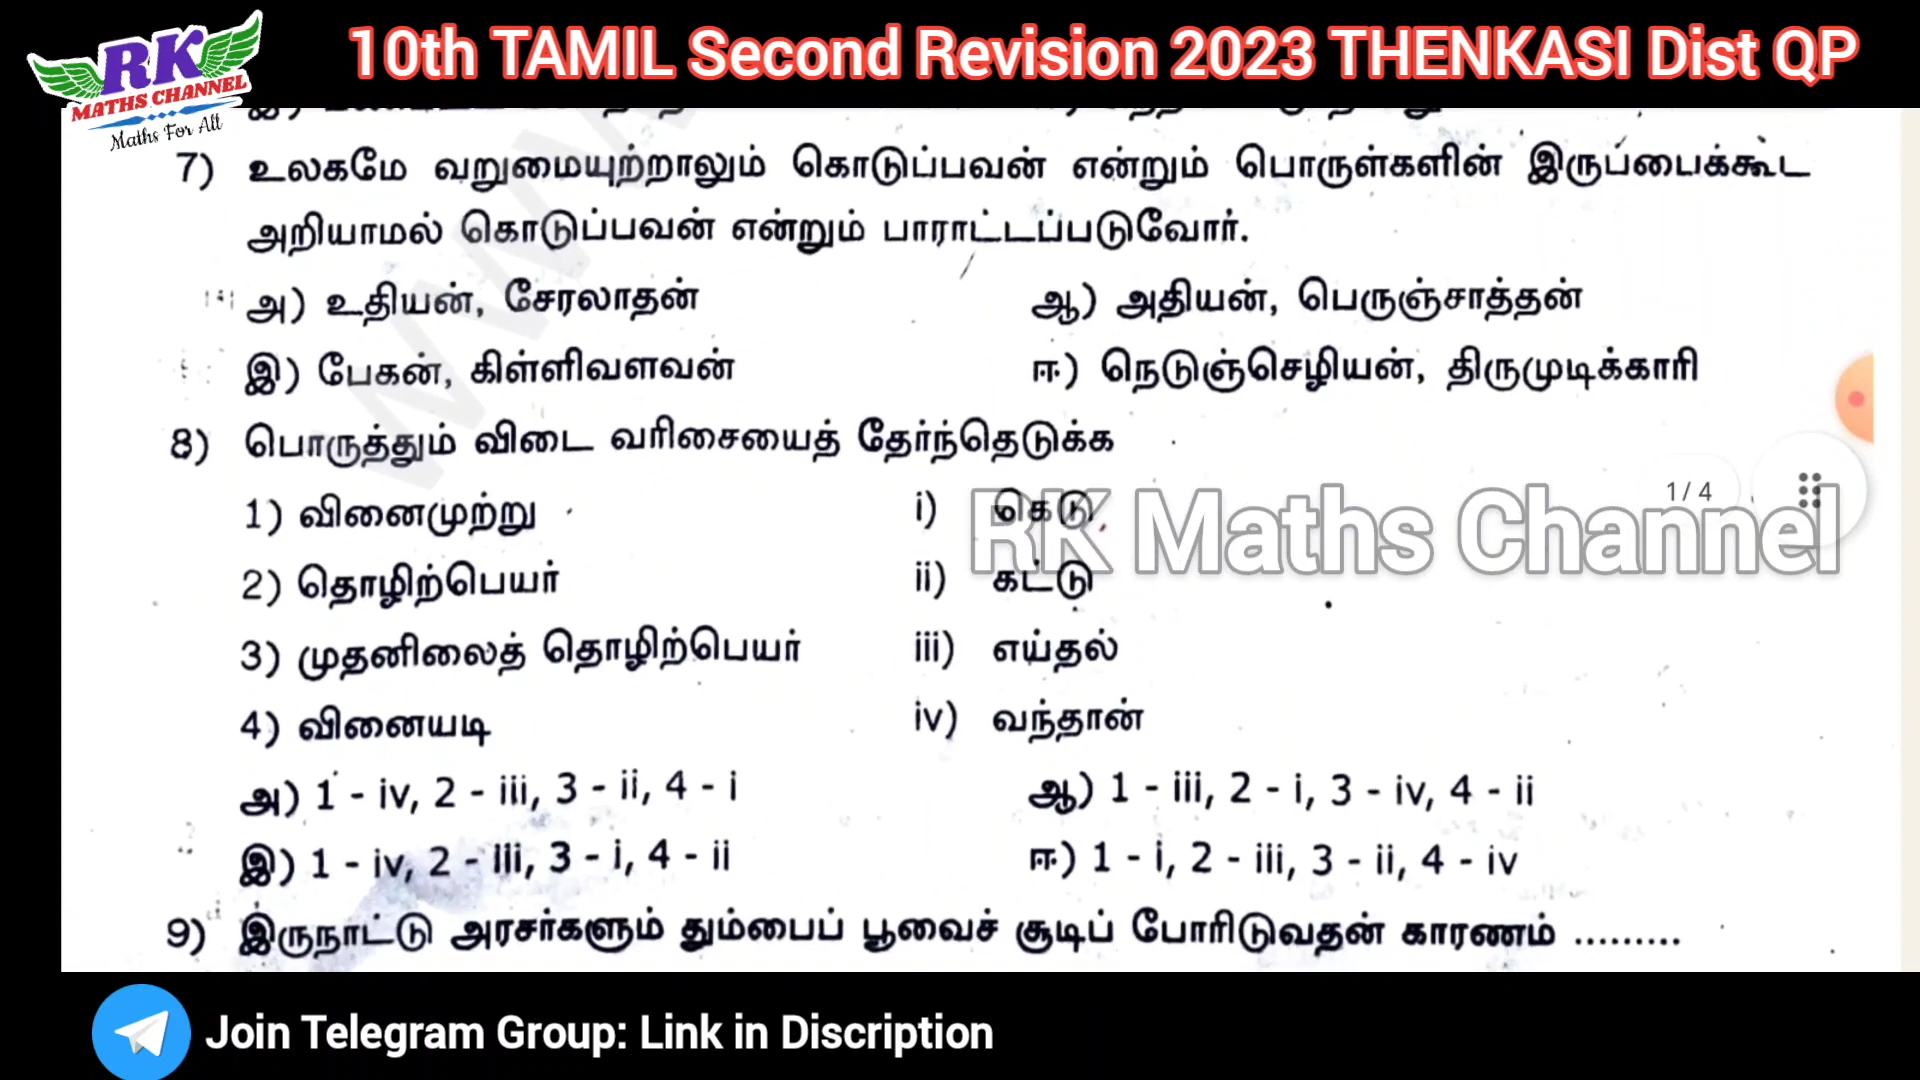 RK
MATHS CHANNEL
Maths For All
10th TAMIL Second Revision 2023 THENKASI Dist QP
7) உலகமே வறுமையுற்றாலும் கொடுப்பவன் என்றும் பொருள்களின் இருப்பைக்கூட
அறியாமல் கொடுப்பவன் என்றும் பாராட்டப்படுவோர்.
அ) உதியன், சேரலாதன் ஆ) அதியன், பெருஞ்சாத்தன்
இ) பேகன், கிள்ளிவளவன் ஈ) நெடுஞ்செழியன், திருமுடிக்காரி
8) பொருத்தும் விடை வரிசையைத் தேர்ந்தெடுக்க
1) வினைமுற்று i) கெடு
2) தொழிற்பெயர் ii) கட்டு
3) முதனிலைத் தொழிற்பெயர் iii) எய்தல்
4) வினையடி iv) வந்தான்
1 / 4
RK Maths Channel
அ) 1 - iv, 2 - iii, 3 - ii, 4 - i ஆ) 1 - iii, 2 - i, 3 - iv, 4 - ii
இ) 1 - iv, 2 - iii, 3 - i, 4 - ii ஈ) 1 - i, 2 - iii, 3 - ii, 4 - iv
9) இருநாட்டு அரசர்களும் தும்பைப் பூவைச் சூடிப் போரிடுவதன் காரணம் .........
Join Telegram Group: Link in Discription